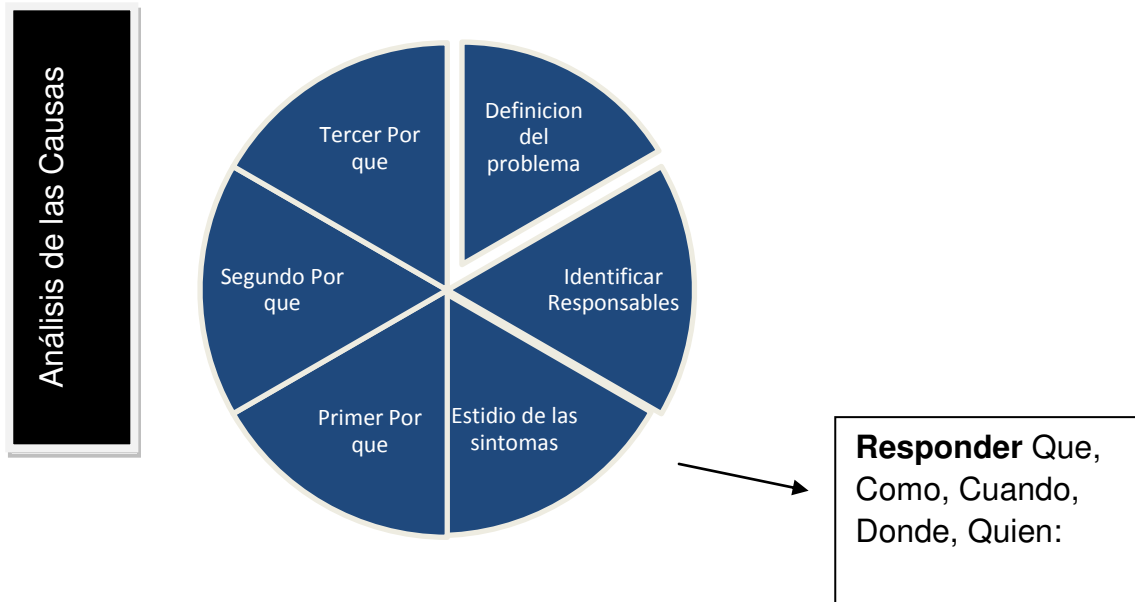 Análisis de las Causas
Definicion
del
problema
Identificar
Responsables
Estidio de las
sintomas
Primer Por
que
Segundo Por
que
Tercer Por
que
Responder Que,
Como, Cuando,
Donde, Quien: